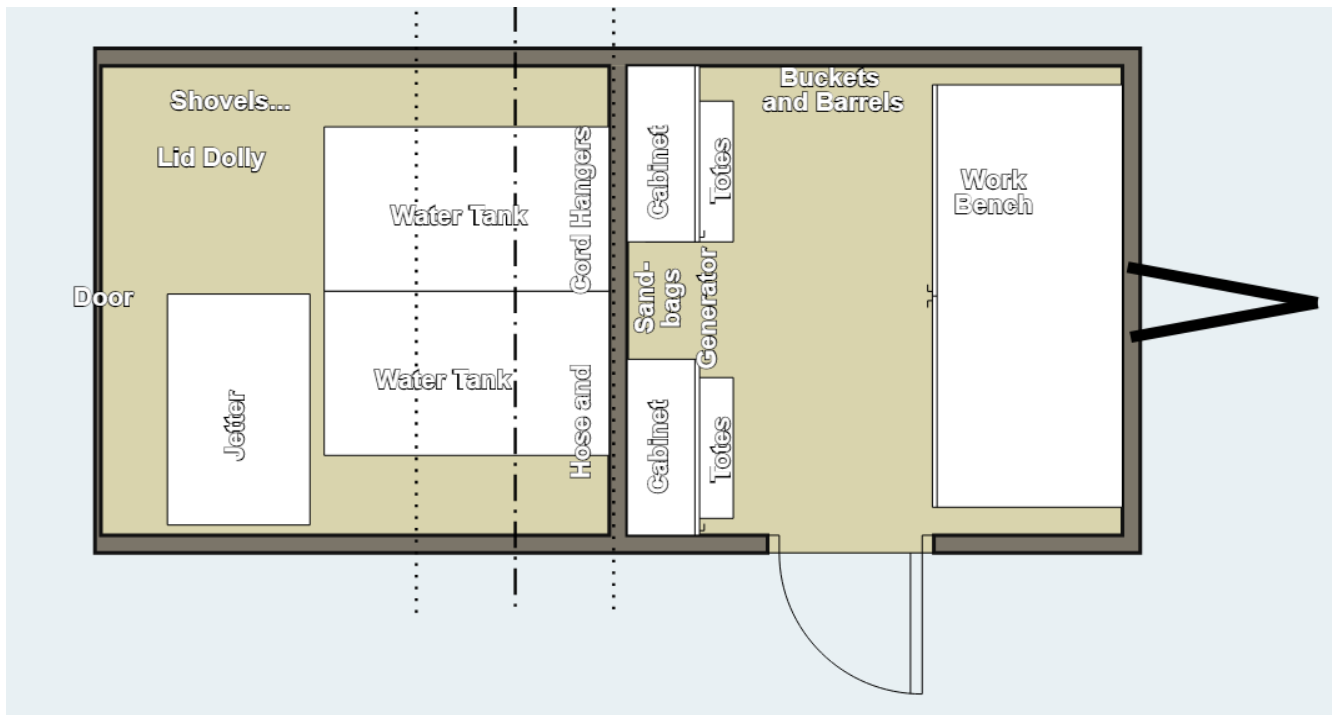 Shovels...
Lid Dolly
Door
Jetter
Water Tank
Water Tank
Hose and
Cord Hangers
Cabinet
Totes
Sand-
bags
Generator
Cabinet
Totes
Buckets
and Barrels
Work
Bench